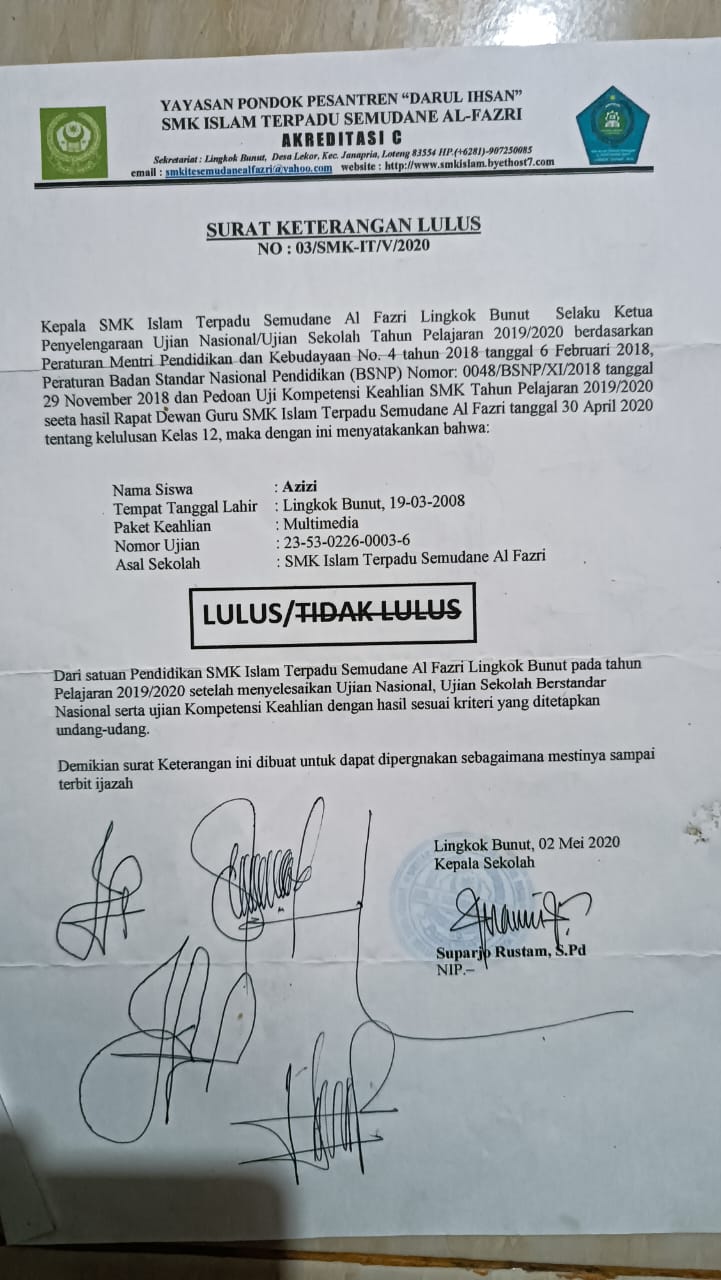 YAYASAN PONDOK PESANTREN “DARUL IHSAN”
SMK ISLAM TERPADU SEMUDANE AL-FAZRI
AKREDITASI C
Sekretariat : Lingkok Bunut, Desa Lekor, Kec. Janapria, Loteng 83554 HP.(+6281)-907250085
email : smkitesemudanealfazri@yahoo.com website : http://www.smkislam.byethost7.com
SURAT KETERANGAN LULUS
NO : 03/SMK-IT/V/2020
Kepala SMK Islam Terpadu Semudane Al Fazri Lingkok Bunut Selaku Ketua
Penyelengaraan Ujian Nasional/Ujian Sekolah Tahun Pelajaran 2019/2020 berdasarkan
Peraturan Mentri Pendidikan dan Kebudayaan No. 4 tahun 2018 tanggal 6 Februari 2018,
Peraturan Badan Standar Nasional Pendidikan (BSNP) Nomor: 0048/BSNP/XI/2018 tanggal
29 November 2018 dan Pedoan Uji Kompetensi Keahlian SMK Tahun Pelajaran 2019/2020
seeta hasil Rapat Dewan Guru SMK Islam Terpadu Semudane Al Fazri tanggal 30 April 2020
tentang kelulusan Kelas 12, maka dengan ini menyatakankan bahwa:
Nama Siswa : Azizi
Tempat Tanggal Lahir : Lingkok Bunut, 19-03-2008
Paket Keahlian : Multimedia
Nomor Ujian : 23-53-0226-0003-6
Asal Sekolah : SMK Islam Terpadu Semudane Al Fazri
LULUS/TIDAK LULUS
Dari satuan Pendidikan SMK Islam Terpadu Semudane Al Fazri Lingkok Bunut pada tahun
Pelajaran 2019/2020 setelah menyelesaikan Ujian Nasional, Ujian Sekolah Berstandar
Nasional serta ujian Kompetensi Keahlian dengan hasil sesuai kriteri yang ditetapkan
undang-udang.
Demikian surat Keterangan ini dibuat untuk dapat dipergnakan sebagaimana mestinya sampai
terbit ijazah
Lingkok Bunut, 02 Mei 2020
Kepala Sekolah
Suparjo Rustam, S.Pd
NIP.–